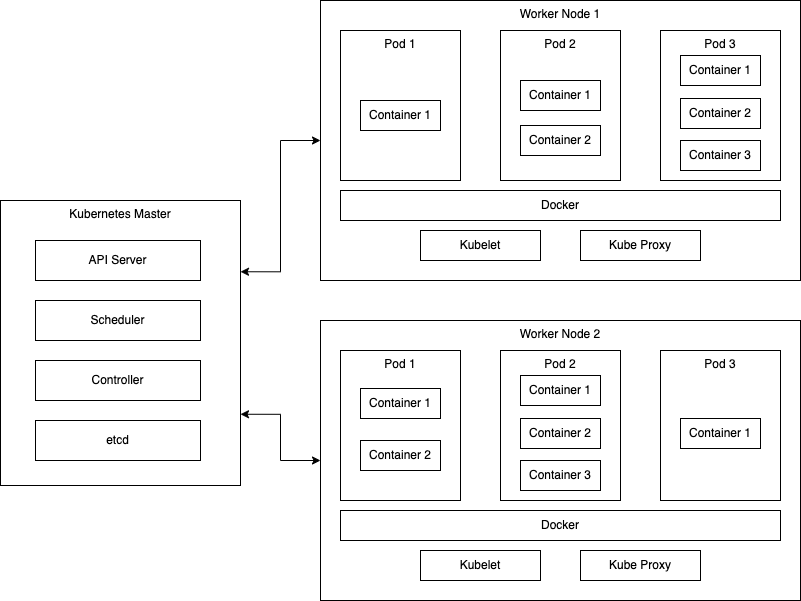 Worker Node 1
Pod 1
Container 1
Pod 2
Container 1
Container 2
Pod 3
Container 1
Container 2
Container 3
Docker
Kubelet
Kube Proxy
Kubernetes Master
API Server
Scheduler
Controller
etcd
Worker Node 2
Pod 1
Container 1
Container 2
Pod 2
Container 1
Container 2
Container 3
Pod 3
Container 1
Docker
Kubelet
Kube Proxy